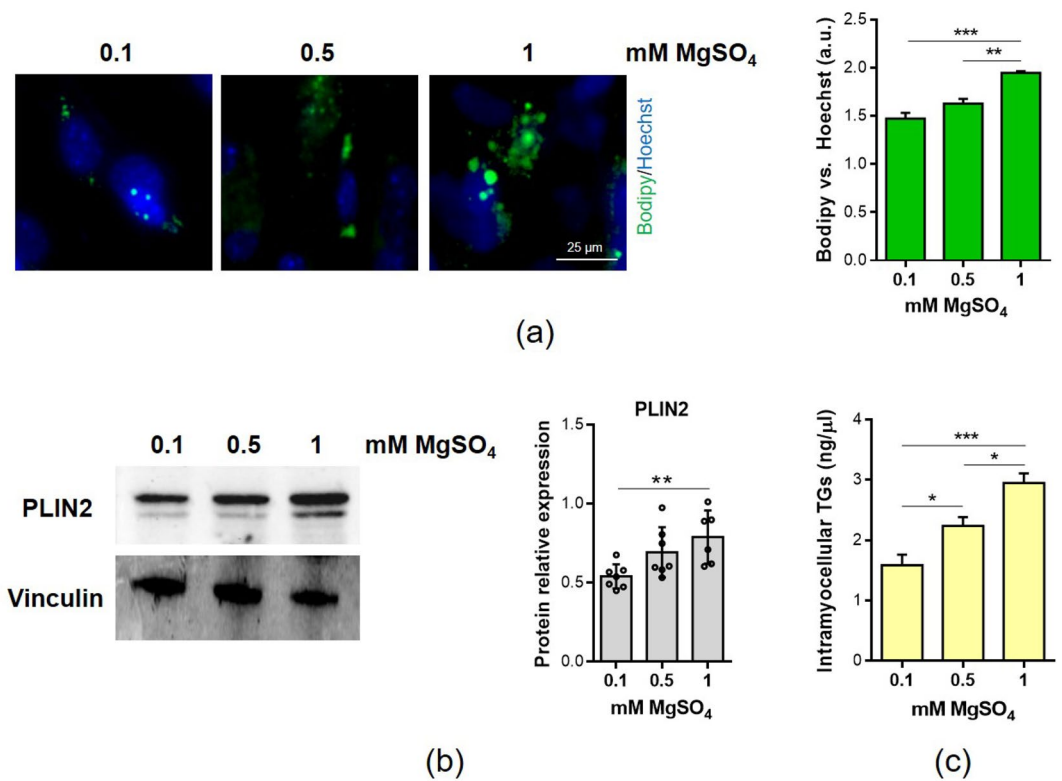 0.1 0.5 1 mM MgSO₄
Bodipy/Hoechst
25 µm
Bodipy vs. Hoechst (a.u.)
2.5
2.0
1.5
1.0
0.5
0.0
*** 
**
0.1 0.5 1
mM MgSO₄
(a)
0.1 0.5 1 mM MgSO₄
PLIN2
Vinculin
PLIN2
Protein relative expression
1.5
1.0
0.5
0.0
**
0.1 0.5 1
mM MgSO₄
(b)
Intramyocellular TGs (ng/µl)
4
3
2
1
0
***
*
*
0.1 0.5 1
mM MgSO₄
(c)